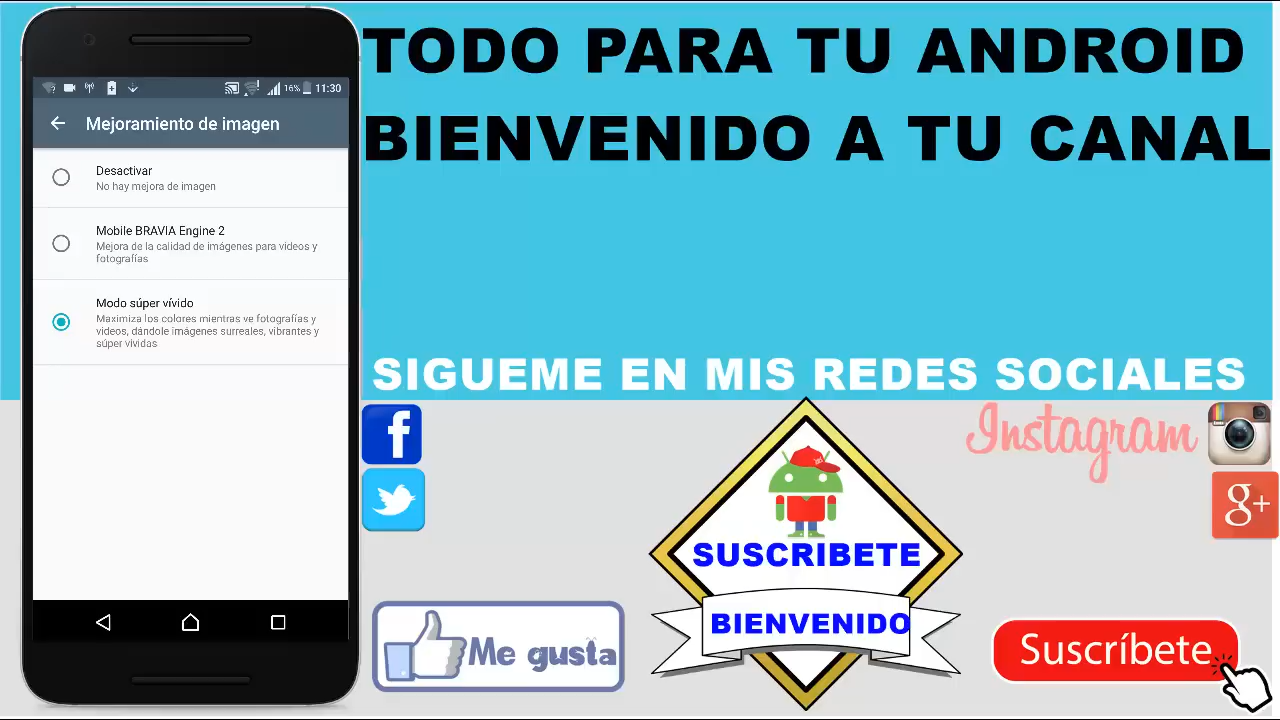 16% 11:30
Mejoramiento de imagen
Desactivar
No hay mejora de imagen
Mobile BRAVIA Engine 2
Mejora de la calidad de imágenes para videos y
fotografías
Modo súper vívido
Maximiza los colores mientras ve fotografías y
videos, dándole imágenes surreales, vibrantes y
súper vívidas
TODO PARA TU ANDROID
BIENVENIDO A TU CANAL
SIGUEME EN MIS REDES SOCIALES
f
Instagram
g+
SUSCRIBETE
BIENVENIDO
Me gusta
Suscríbete